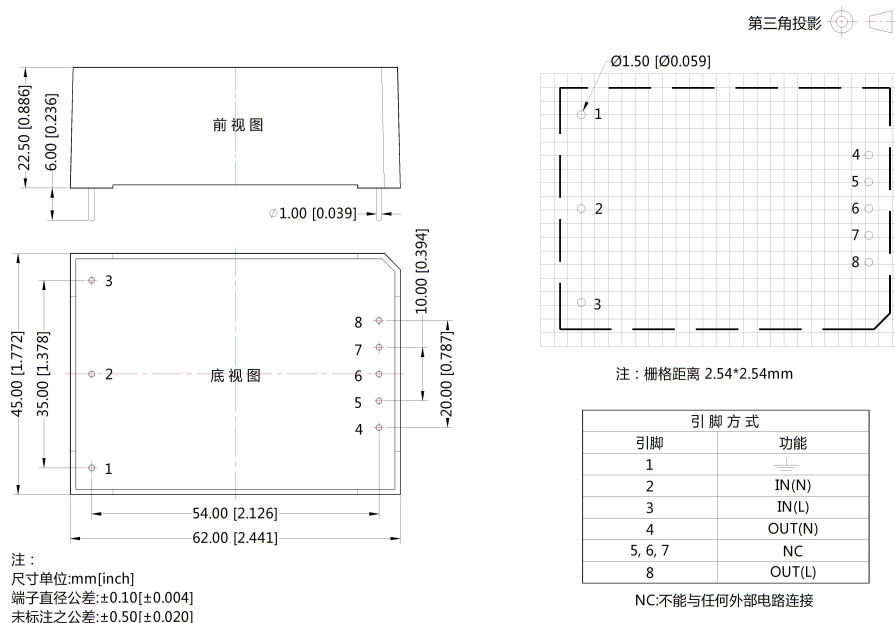 第三角投影
22.50 [0.886]
6.00 [0.236]
前 视 图
Ø 1.00 [0.039]
Ø1.50 [Ø0.059]
1
2
3
4
5
6
7
8
45.00 [1.772]
35.00 [1.378]
3
2
1
底 视 图
8
7
6
5
4
10.00 [0.394]
20.00 [0.787]
54.00 [2.126]
62.00 [2.441]
注：
尺寸单位:mm[inch]
端子直径公差:±0.10[±0.004]
未标注之公差:±0.50[±0.020]
注：栅格距离 2.54*2.54mm
引 脚 方 式
引脚 功能
1
2 IN(N)
3 IN(L)
4 OUT(N)
5, 6, 7 NC
8 OUT(L)
NC:不能与任何外部电路连接